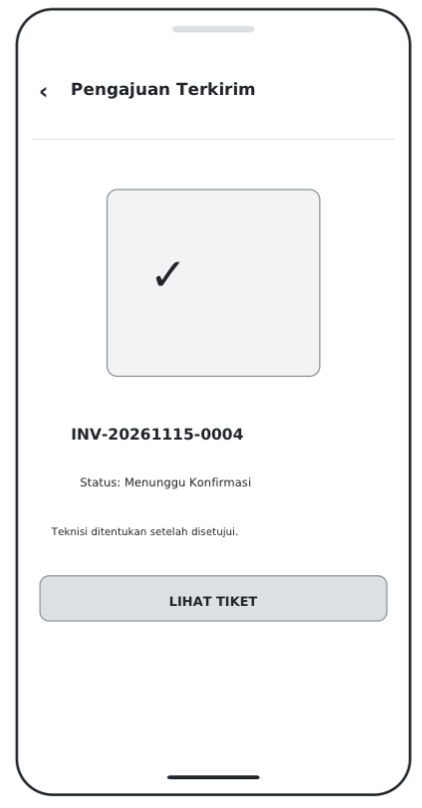 ‹ Pengajuan Terkirim
✓
INV-20261115-0004
Status: Menunggu Konfirmasi
Teknisi ditentukan setelah disetujui.
LIHAT TIKET